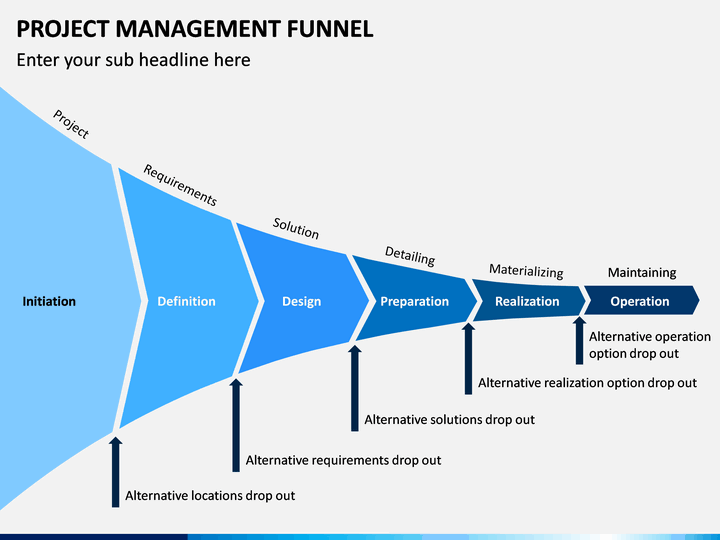 PROJECT MANAGEMENT FUNNEL
Enter your sub headline here
Project
Requirements
Solution
Detailing
Materializing
Maintaining
Initiation
Definition
Design
Preparation
Realization
Operation
Alternative operation
option drop out
Alternative realization option drop out
Alternative solutions drop out
Alternative requirements drop out
Alternative locations drop out